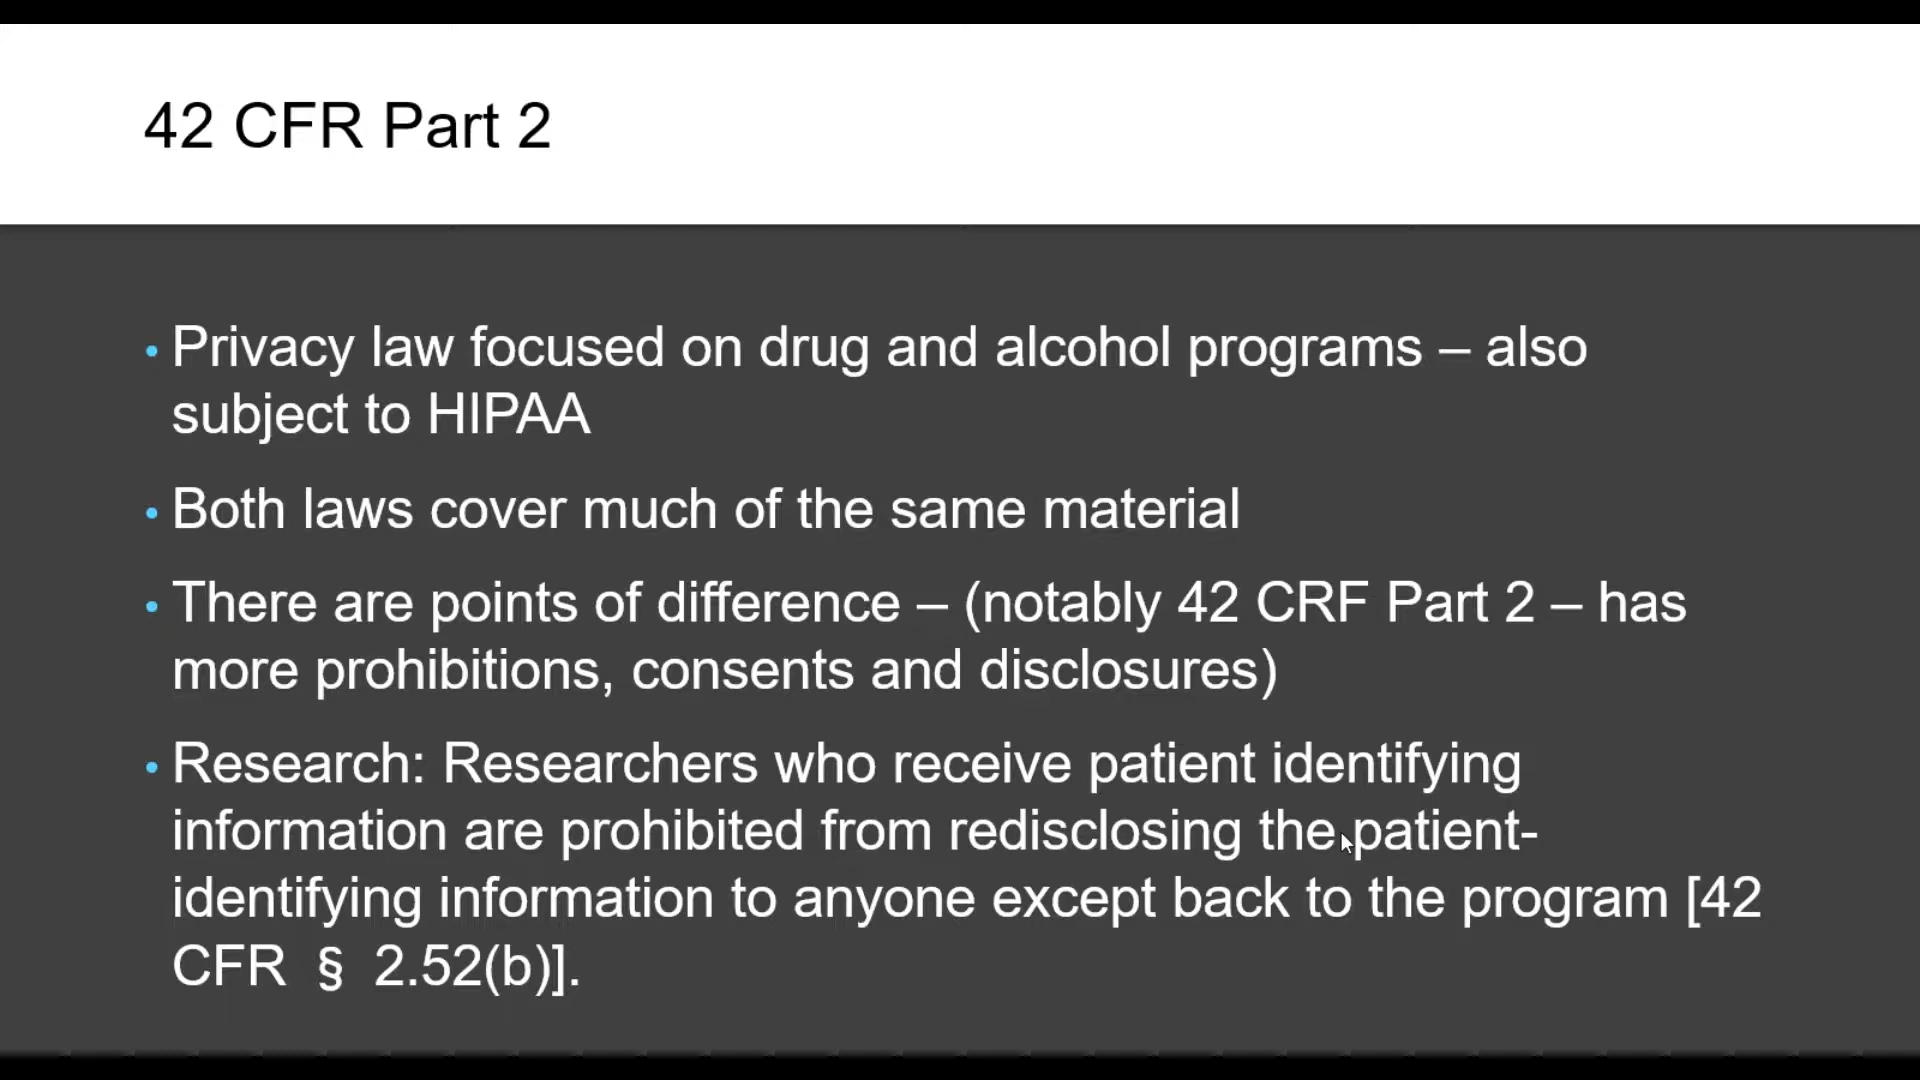 42 CFR Part 2
• Privacy law focused on drug and alcohol programs – also
subject to HIPAA
• Both laws cover much of the same material
• There are points of difference – (notably 42 CRF Part 2 – has
more prohibitions, consents and disclosures)
• Research: Researchers who receive patient identifying
information are prohibited from redisclosing the patient-
identifying information to anyone except back to the program [42
CFR § 2.52(b)].